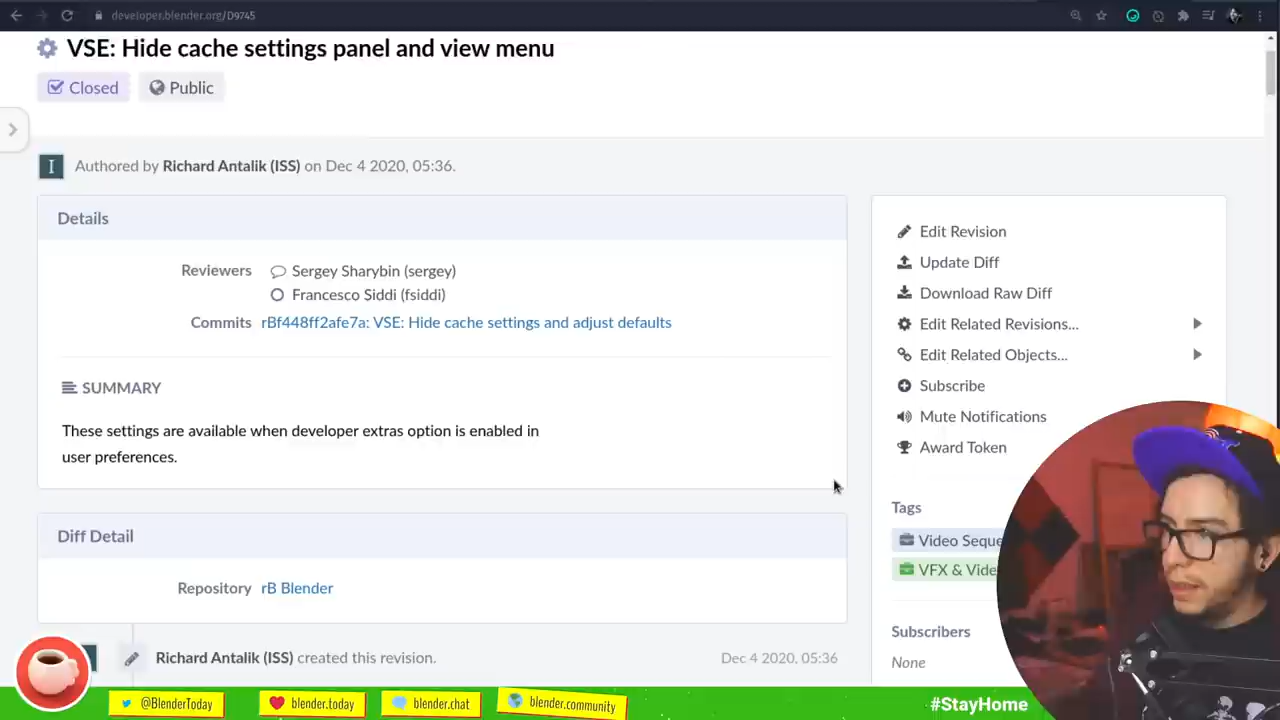 developer.blender.org/D9745
VSE: Hide cache settings panel and view menu
Closed
Public
I
Authored by Richard Antalik (ISS) on Dec 4 2020, 05:36.
Details
Reviewers
Sergey Sharybin (sergey)
Francesco Siddi (fsiddi)
Commits
rBf448ff2afe7a: VSE: Hide cache settings and adjust defaults
SUMMARY
These settings are available when developer extras option is enabled in
user preferences.
Diff Detail
Repository
rB Blender
Richard Antalik (ISS) created this revision.
Dec 4 2020, 05:36
Edit Revision
Update Diff
Download Raw Diff
Edit Related Revisions...
Edit Related Objects...
Subscribe
Mute Notifications
Award Token
Tags
Video Seque
VFX & Vide
Subscribers
None
@BlenderToday
blender.today
blender.chat
blender.community
#StayHome